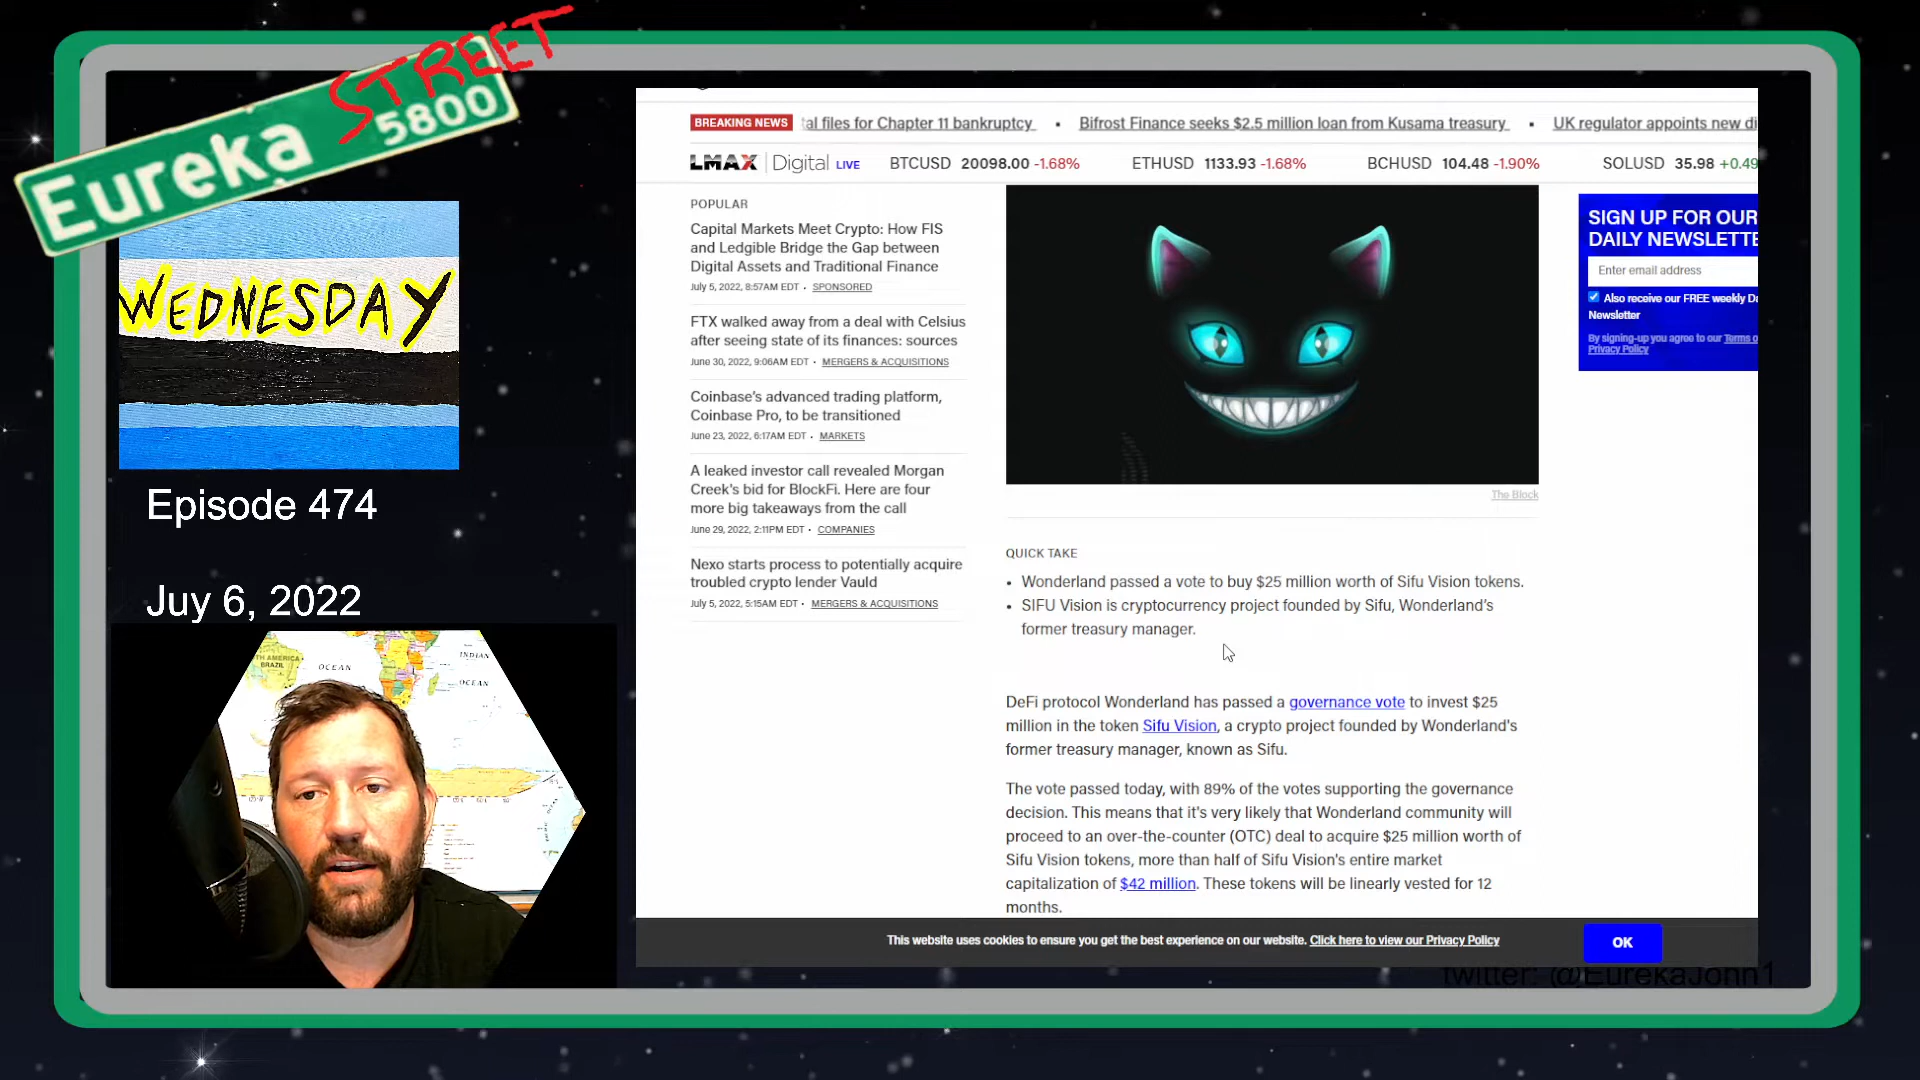 STREET
5800
Eureka
WEDNESDAY
Episode 474
Juy 6, 2022
BRAZIL
OCEAN
INDIAN
OCEAN
BREAKING NEWS
tal files for Chapter 11 bankruptcy • Bifrost Finance seeks $2.5 million loan from Kusama treasury • UK regulator appoints new di
LMAX Digital LIVE BTCUSD 20098.00 -1.68% ETHUSD 1133.93 -1.68% BCHUSD 104.48 -1.90% SOLUSD 35.98 +0.49
POPULAR
Capital Markets Meet Crypto: How FIS
and Ledgible Bridge the Gap between
Digital Assets and Traditional Finance
July 5, 2022, 8:57AM EDT • SPONSORED
FTX walked away from a deal with Celsius
after seeing state of its finances: sources
June 30, 2022, 9:06AM EDT • MERGERS & ACQUISITIONS
Coinbase's advanced trading platform,
Coinbase Pro, to be transitioned
June 23, 2022, 6:17AM EDT • MARKETS
A leaked investor call revealed Morgan
Creek's bid for BlockFi. Here are four
more big takeaways from the call
June 29, 2022, 2:11PM EDT • COMPANIES
Nexo starts process to potentially acquire
troubled crypto lender Vauld
July 5, 2022, 5:15AM EDT • MERGERS & ACQUISITIONS
The Block
QUICK TAKE
• Wonderland passed a vote to buy $25 million worth of Sifu Vision tokens.
• SIFU Vision is cryptocurrency project founded by Sifu, Wonderland's
former treasury manager.
DeFi protocol Wonderland has passed a governance vote to invest $25
million in the token Sifu Vision, a crypto project founded by Wonderland's
former treasury manager, known as Sifu.
The vote passed today, with 89% of the votes supporting the governance
decision. This means that it's very likely that Wonderland community will
proceed to an over-the-counter (OTC) deal to acquire $25 million worth of
Sifu Vision tokens, more than half of Sifu Vision's entire market
capitalization of $42 million. These tokens will be linearly vested for 12
months.
SIGN UP FOR OUR
DAILY NEWSLETTE
Enter email address
Also receive our FREE weekly Da
Newsletter
By signing-up you agree to our Terms o
Privacy Policy
This website uses cookies to ensure you get the best experience on our website. Click here to view our Privacy Policy
OK
twitter: @EurekaJohn1